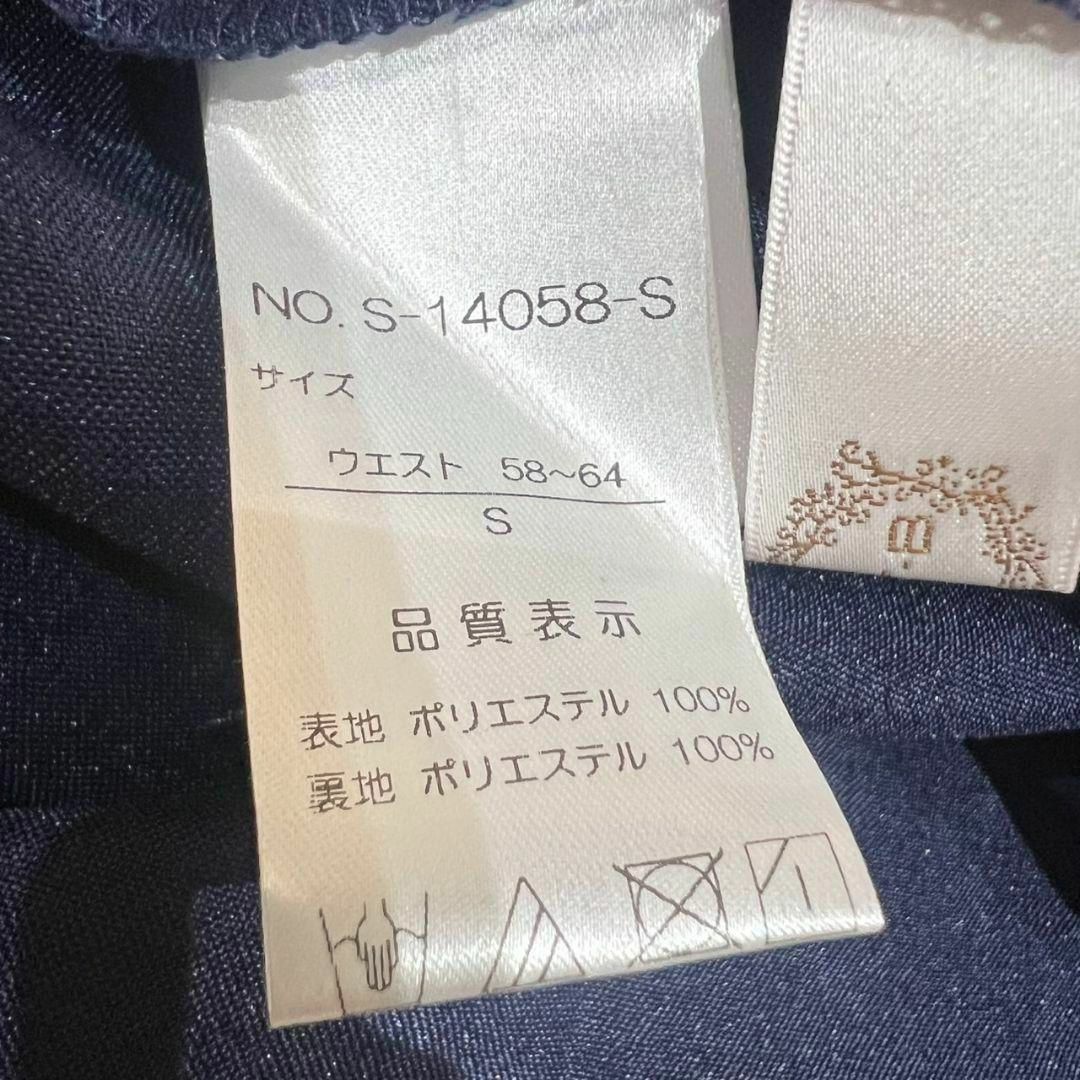 NO. S-14058-S
サイズ
ウエスト 58~64
S
品質表示
表地 ポリエステル 100%
裏地 ポリエステル 100%